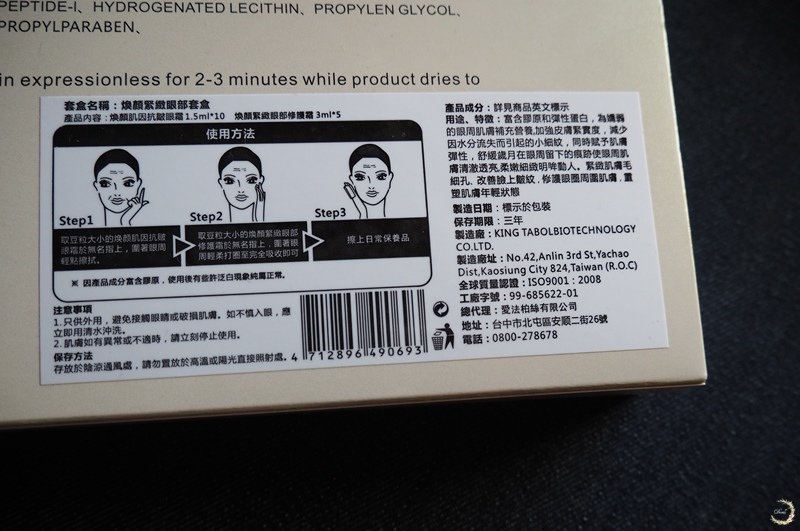 PEPTIDE-I、HYDROGENATED LECITHIN、PROPYLEN GLYCOL、
PROPYLPARABEN、
in expressionless for 2-3 minutes while product dries to
套盒名稱：煥顏緊緻眼部套盒
產品內容：煥顏肌因抗皺眼霜 1.5ml*10 煥顏緊緻眼部修護霜 3ml*5
使用方法
Step1
取豆粒大小的煥顏肌因抗皺
眼霜於無名指上，圍著眼周
輕點擦拭。
Step2
取豆粒大小的煥顏緊緻眼部
修護霜於無名指上，圍著眼
周輕柔打圈至完全吸收即可
Step3
擦上日常保養品
※ 因產品成分富含膠原，使用後有些許泛白現象純屬正常。
注意事項
1.只供外用，避免接觸眼睛或破損肌膚。如不慎入眼，應
立即用清水沖洗。
2.肌膚如有異常或不適時，請立刻停止使用。
保存方法
存放於陰涼通風處，請勿置放於高溫或陽光直接照射處。
4 712896 490693
產品成分：詳見商品英文標示
用途、特徵：富含膠原和彈性蛋白，為嬌弱
的眼周肌膚補充營養,加強皮膚緊實度，減少
因水分流失而引起的小細紋，同時賦予肌膚
彈性，舒緩歲月在眼周留下的痕跡使眼周肌
膚清澈透亮,柔嫩細緻明眸動人。緊緻肌膚毛
細孔、改善臉上皺紋，修護眼圈周圍肌膚，重
塑肌膚年輕狀態
製造日期：標示於包裝
保存期限：三年
製造廠：KING TABOLBIOTECHNOLOGY
CO.LTD.
製造廠址：No.42,Anlin 3rd St,Yachao
Dist,Kaosiung City 824,Taiwan (R.O.C)
全球質量認證：ISO9001：2008
工廠字號：99-685622-01
總代理：愛法柏絲有限公司
地址：台中市北屯區安順二街26號
電話：0800-278678